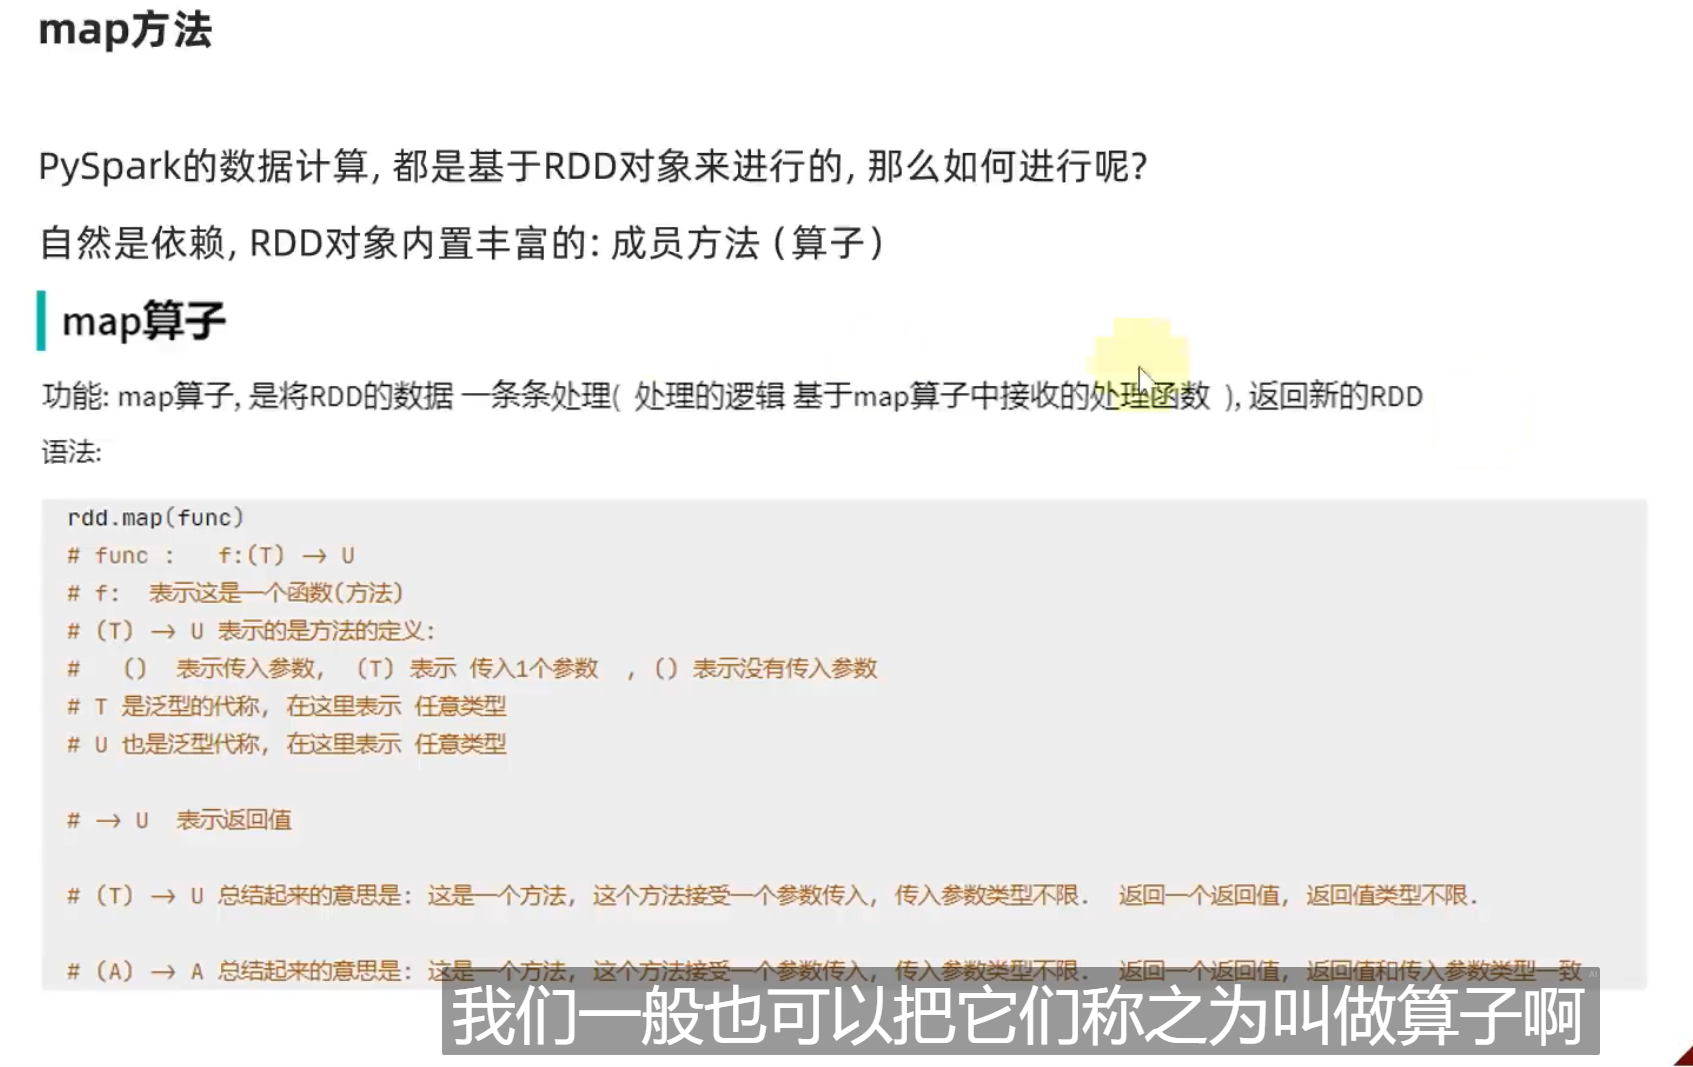 map方法
PySpark的数据计算, 都是基于RDD对象来进行的, 那么如何进行呢?
自然是依赖, RDD对象内置丰富的: 成员方法（算子）
map算子
功能: map算子, 是将RDD的数据 一条条处理( 处理的逻辑 基于map算子中接收的处理函数 ), 返回新的RDD
语法:
rdd.map(func)
# func :   f:(T) → U
# f:  表示这是一个函数(方法)
# (T) → U 表示的是方法的定义:
#   () 表示传入参数, (T) 表示 传入1个参数 , () 表示没有传入参数
# T 是泛型的代称, 在这里表示 任意类型
# U 也是泛型代称, 在这里表示 任意类型
# → U  表示返回值
# (T) → U 总结起来的意思是: 这是一个方法, 这个方法接受一个参数传入, 传入参数类型不限. 返回一个返回值, 返回值类型不限.
# (A) → A 总结起来的意思是: 这是一个方法, 这个方法接受一个参数传入, 传入参数类型不限. 返回一个返回值, 返回值和传入参数类型一致
我们一般也可以把它们称之为叫做算子啊